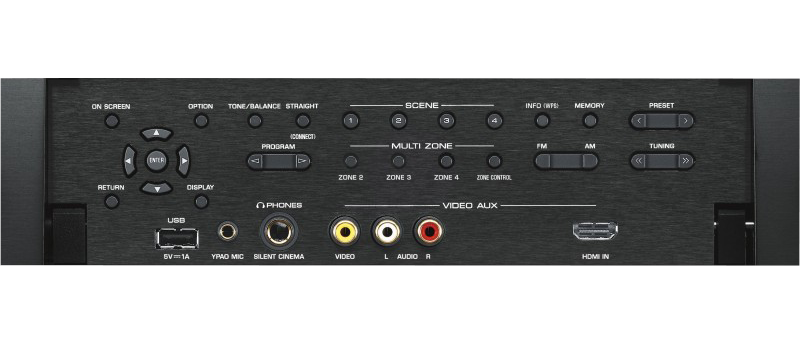 ON SCREEN OPTION TONE/BALANCE STRAIGHT SCENE INFO (WPS) MEMORY PRESET
1 2 3 4
(CONNECT)
PROGRAM MULTI ZONE FM AM TUNING
ENTER
ZONE 2 ZONE 3 ZONE 4 ZONE CONTROL
RETURN DISPLAY
PHONES VIDEO AUX
USB
5V 1A YPAO MIC SILENT CINEMA VIDEO L AUDIO R HDMI IN